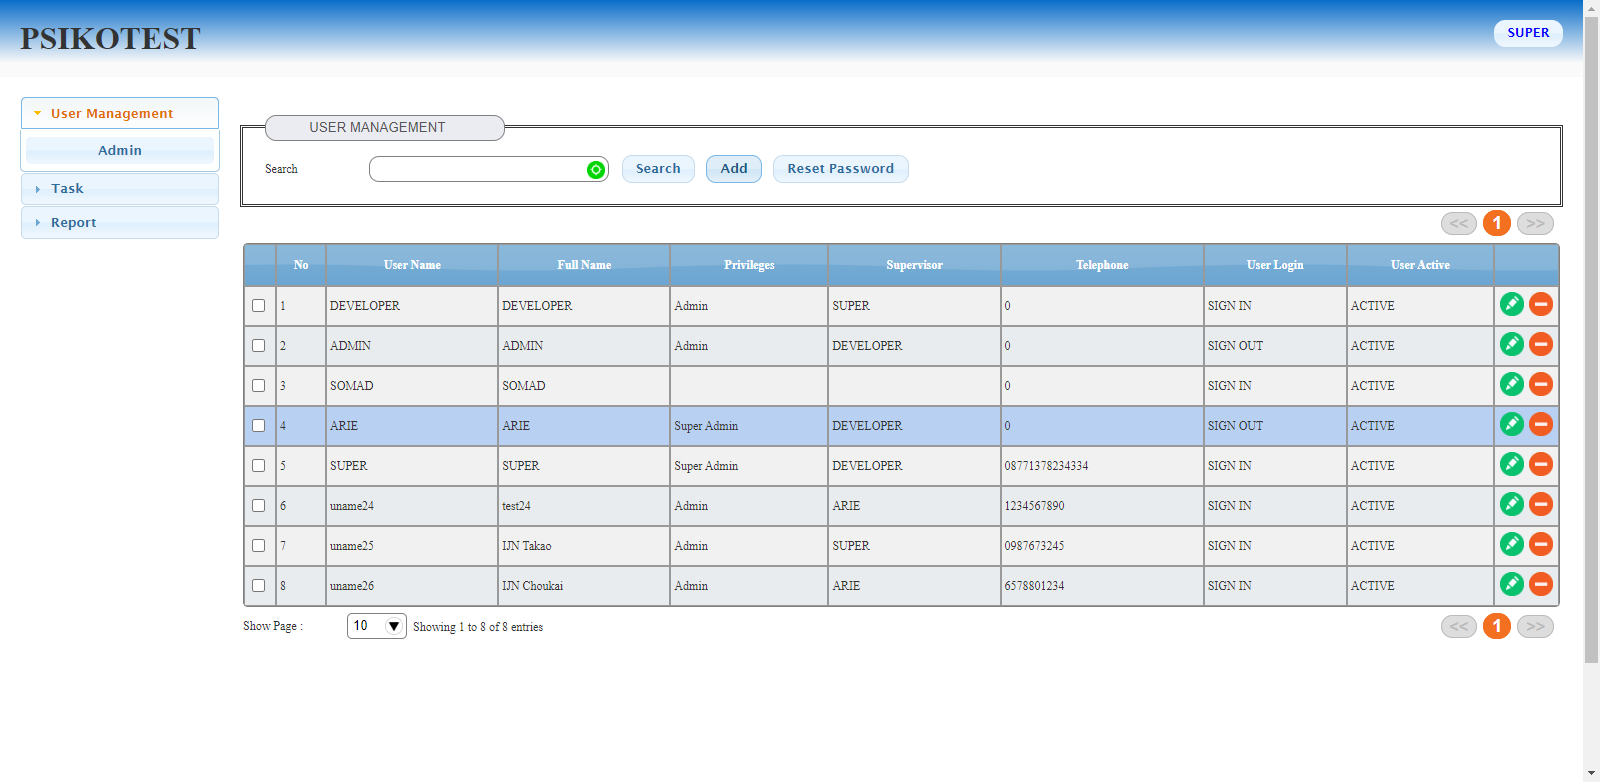 PSIKOTEST
SUPER
User Management
Admin
Task
Report
USER MANAGEMENT
Search Search Add Reset Password
<< 1 >>
No User Name Full Name Privileges Supervisor Telephone User Login User Active
1 DEVELOPER DEVELOPER Admin SUPER 0 SIGN IN ACTIVE
2 ADMIN ADMIN Admin DEVELOPER 0 SIGN OUT ACTIVE
3 SOMAD SOMAD 0 SIGN IN ACTIVE
4 ARIE ARIE Super Admin DEVELOPER 0 SIGN OUT ACTIVE
5 SUPER SUPER Super Admin DEVELOPER 08771378234334 SIGN IN ACTIVE
6 uname24 test24 Admin ARIE 1234567890 SIGN IN ACTIVE
7 uname25 IJN Takao Admin SUPER 0987673245 SIGN IN ACTIVE
8 uname26 IJN Choukai Admin ARIE 6578801234 SIGN IN ACTIVE
Show Page : 10 Showing 1 to 8 of 8 entries << 1 >>